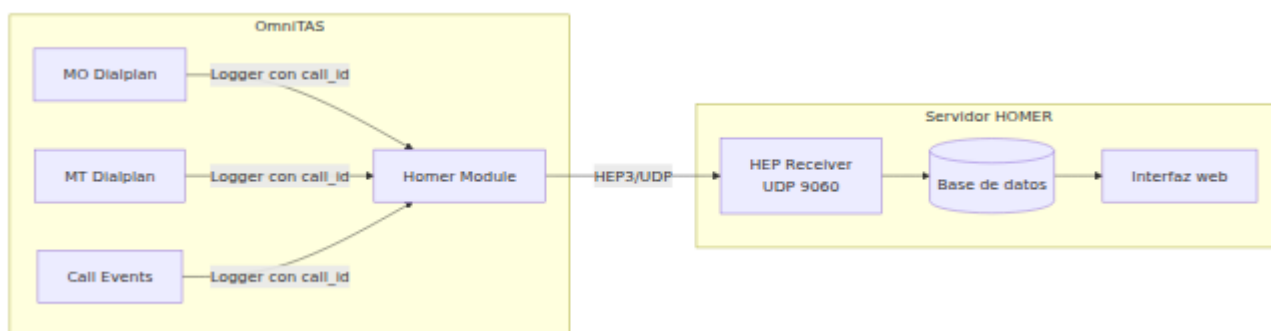 OmniTAS
MO Dialplan
Logger con call_id
MT Dialplan
Logger con call_id
Homer Module
Call Events
Logger con call_id
HEP3/UDP
Servidor HOMER
HEP Receiver
UDP 9060
Base de datos
Interfaz web